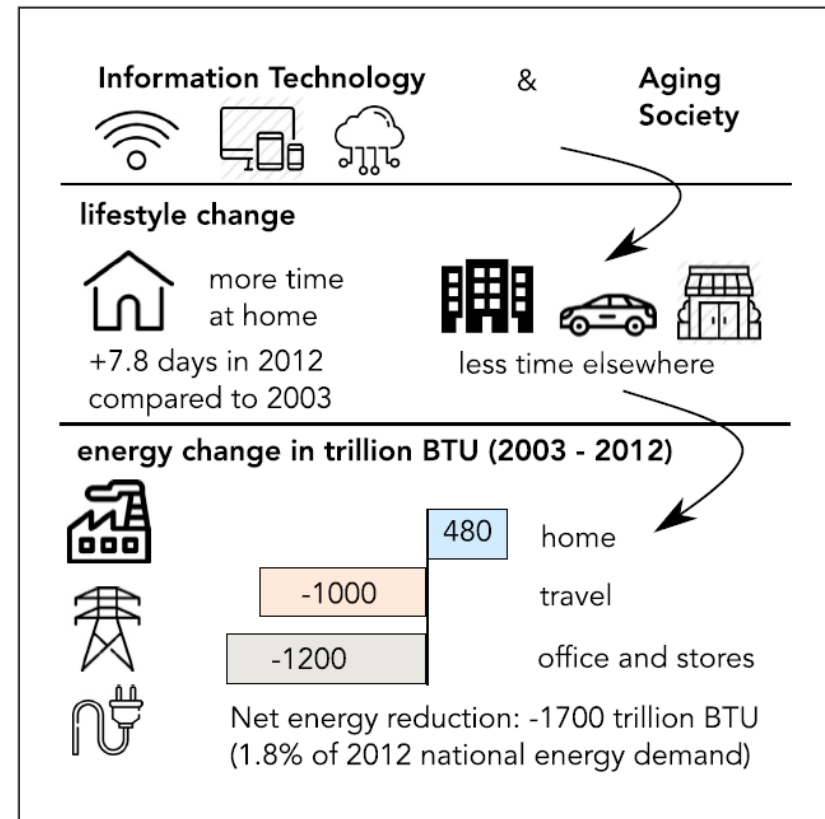 Information Technology & Aging
Society
lifestyle change
more time
at home
+7.8 days in 2012
compared to 2003
less time elsewhere
energy change in trillion BTU (2003 - 2012)
480 home
-1000 travel
-1200 office and stores
Net energy reduction: -1700 trillion BTU
(1.8% of 2012 national energy demand)